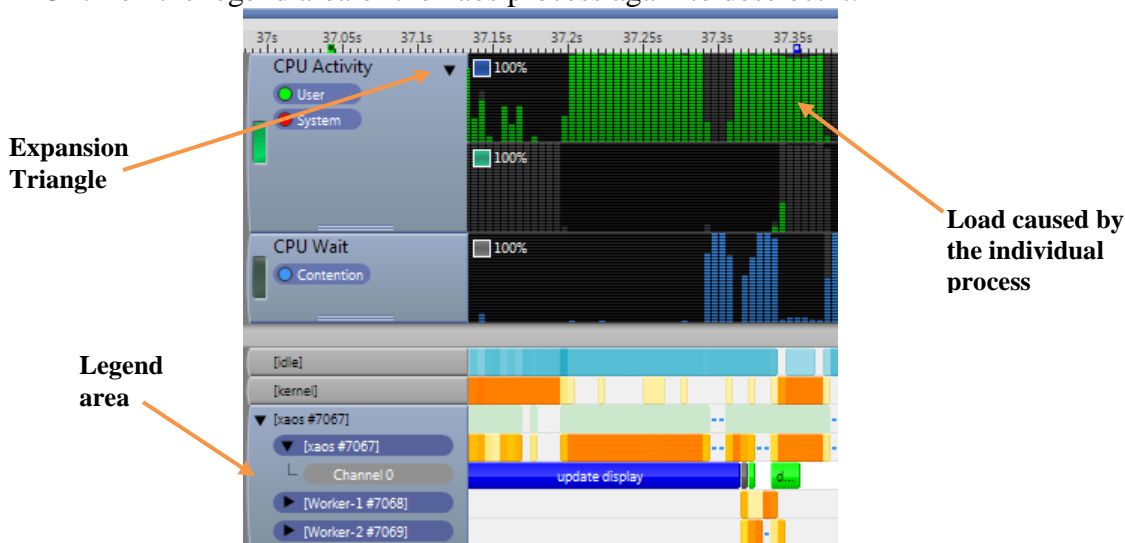 37s 37.05s 37.1s 37.15s 37.2s 37.25s 37.3s 37.35s
CPU Activity
100%
User
System
Expansion
Triangle
100%
Load caused by
the individual
process
CPU Wait
100%
Contention
Legend
area
[idle]
[kernel]
[xaos #7067]
[xaos #7067]
Channel 0
update display
d...
[Worker-1 #7068]
[Worker-2 #7069]